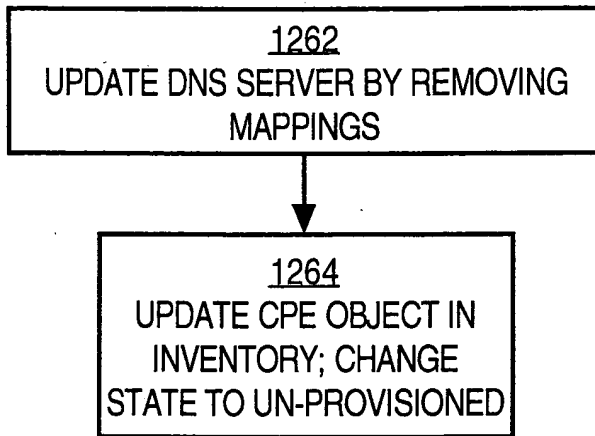 1262
UPDATE DNS SERVER BY REMOVING
MAPPINGS
1264
UPDATE CPE OBJECT IN
INVENTORY; CHANGE
STATE TO UN-PROVISIONED